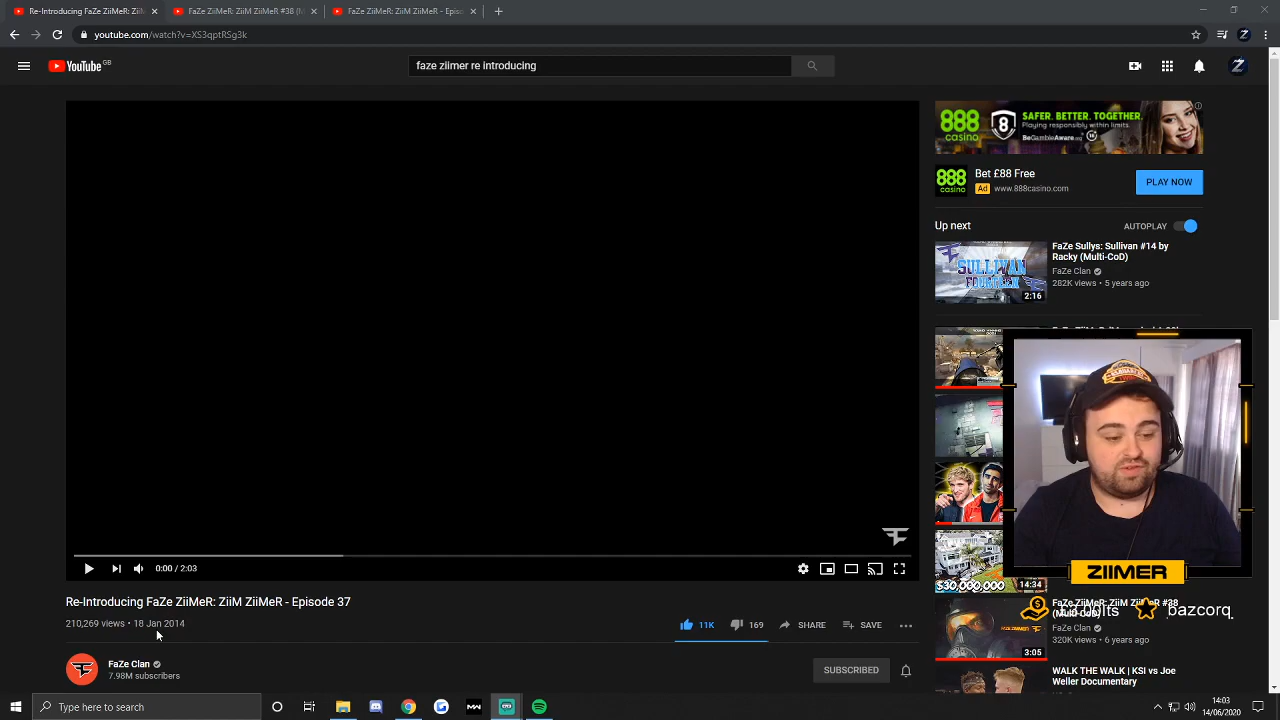 Re-Introducing FaZe ZiiMeR: ZiiM
FaZe ZiiMeR: ZiiM ZiiMeR #38 (M
FaZe ZiiMeR: ZiiM ZiiMeR - Episo
youtube.com/watch?v=XS3qptRSg3k
YouTube GB
faze ziimer re introducing
888 casino
8
SAFER. BETTER. TOGETHER.
Playing responsibly within limits.
BeGambleAware.org
888 casino
Bet £88 Free
Ad www.888casino.com
PLAY NOW
Up next
AUTOPLAY
SULLIVAN
FOURTEEN
2:16
FaZe Sullys: Sullivan #14 by
Racky (Multi-CoD)
FaZe Clan
282K views • 5 years ago
ZIIMER
$30,000,000
14:34
0:00 / 2:03
Re-Introducing FaZe ZiiMeR: ZiiM ZiiMeR - Episode 37
210,269 views • 18 Jan 2014
11K
169
SHARE
SAVE
FaZe Clan
7.98M subscribers
SUBSCRIBED
3:05
FaZe ZiiMeR: ZiiM ZiiMeR #38
FaZe Clan
320K views • 6 years ago
bazcorq
WALK THE WALK | KSI vs Joe
Weller Documentary
Type here to search
14:03
14/06/2020